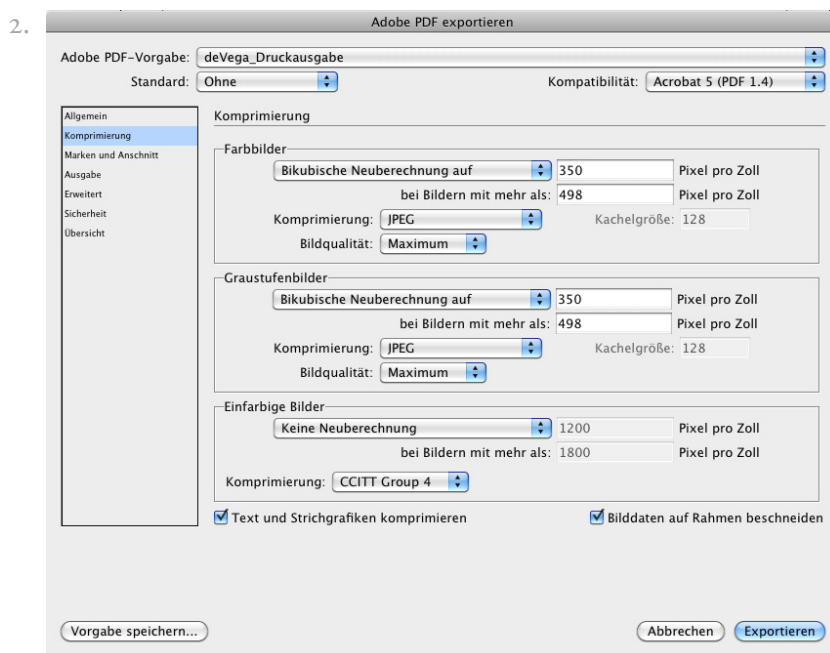 2.
Adobe PDF exportieren
Adobe PDF-Vorgabe: deVega_Druckausgabe
Standard: Ohne Kompatibilität: Acrobat 5 (PDF 1.4)
Allgemein
Komprimierung
Marken und Anschnitt
Ausgabe
Erweitert
Sicherheit
Übersicht
Komprimierung
Farbbilder
Bikubische Neuberechnung auf 350 Pixel pro Zoll
bei Bildern mit mehr als: 498 Pixel pro Zoll
Komprimierung: JPEG Kachelgröße: 128
Bildqualität: Maximum
Graustufenbilder
Bikubische Neuberechnung auf 350 Pixel pro Zoll
bei Bildern mit mehr als: 498 Pixel pro Zoll
Komprimierung: JPEG Kachelgröße: 128
Bildqualität: Maximum
Einfarbige Bilder
Keine Neuberechnung 1200 Pixel pro Zoll
bei Bildern mit mehr als: 1800 Pixel pro Zoll
Komprimierung: CCITT Group 4
Text und Strichgrafiken komprimieren Bilddaten auf Rahmen beschneiden
Vorgabe speichern... Abbrechen Exportieren